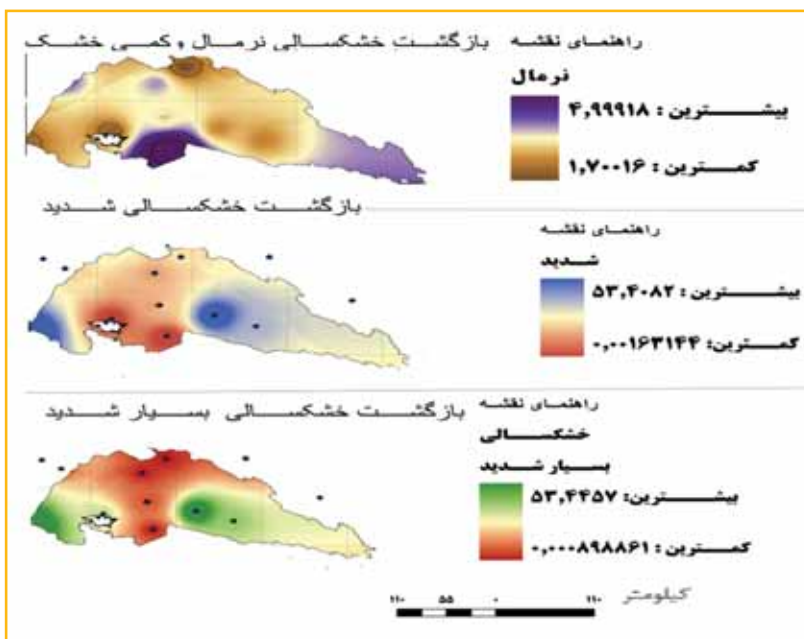 بازگشت خشکسالی نرمال و کمی خشک
راهنمای نقشه
نرمال
بیشترین : ۴,۹۹۹۱۸
کمترین : ۱,۷۰۰۱۶
بازگشت خشکسالی شدید
راهنمای نقشه
شدید
بیشترین : ۵۳,۴۰۸۲
کمترین: ۰,۰۰۱۶۳۱۴۴
بازگشت خشکسالی بسیار شدید
راهنمای نقشه
خشکسالی
بسیار شدید
بیشترین: ۵۳,۴۴۵۷
کمترین: ۰,۰۰۰۸۹۸۸۶۱
۱۱۰ ۵۵ ۰ ۱۱۰
کیلومتر